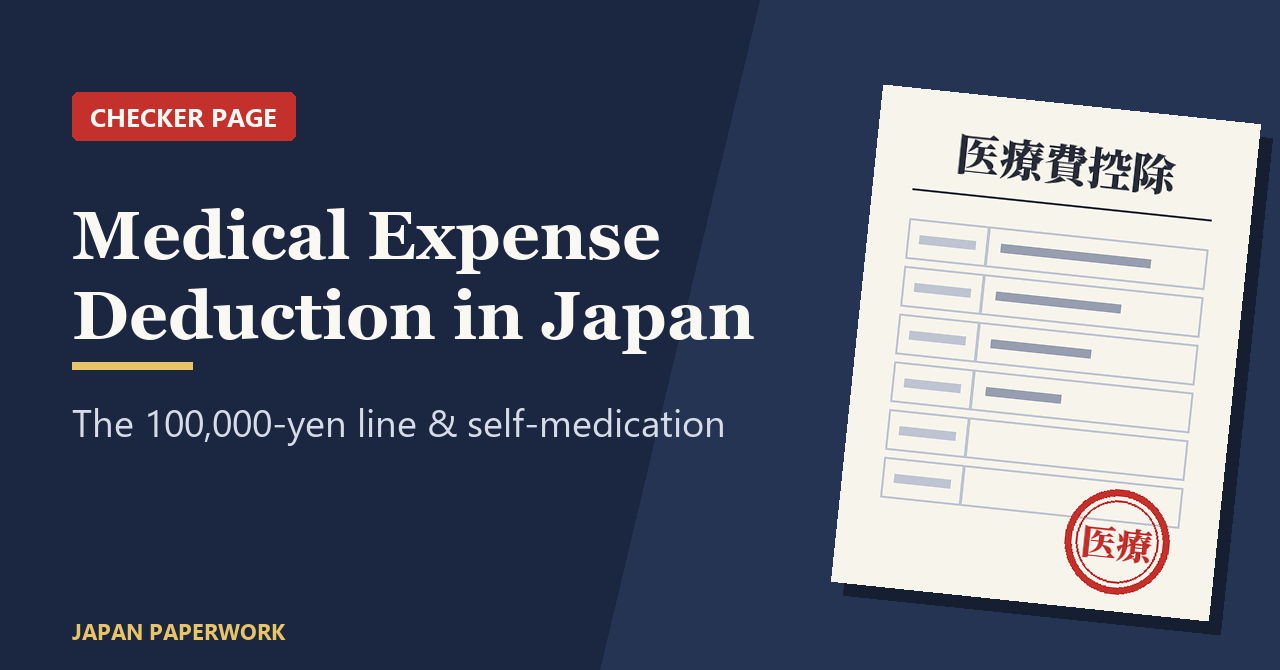 CHECKER PAGE
Medical Expense
Deduction in Japan
The 100,000-yen line & self-medication
JAPAN PAPERWORK
医療費控除
医療